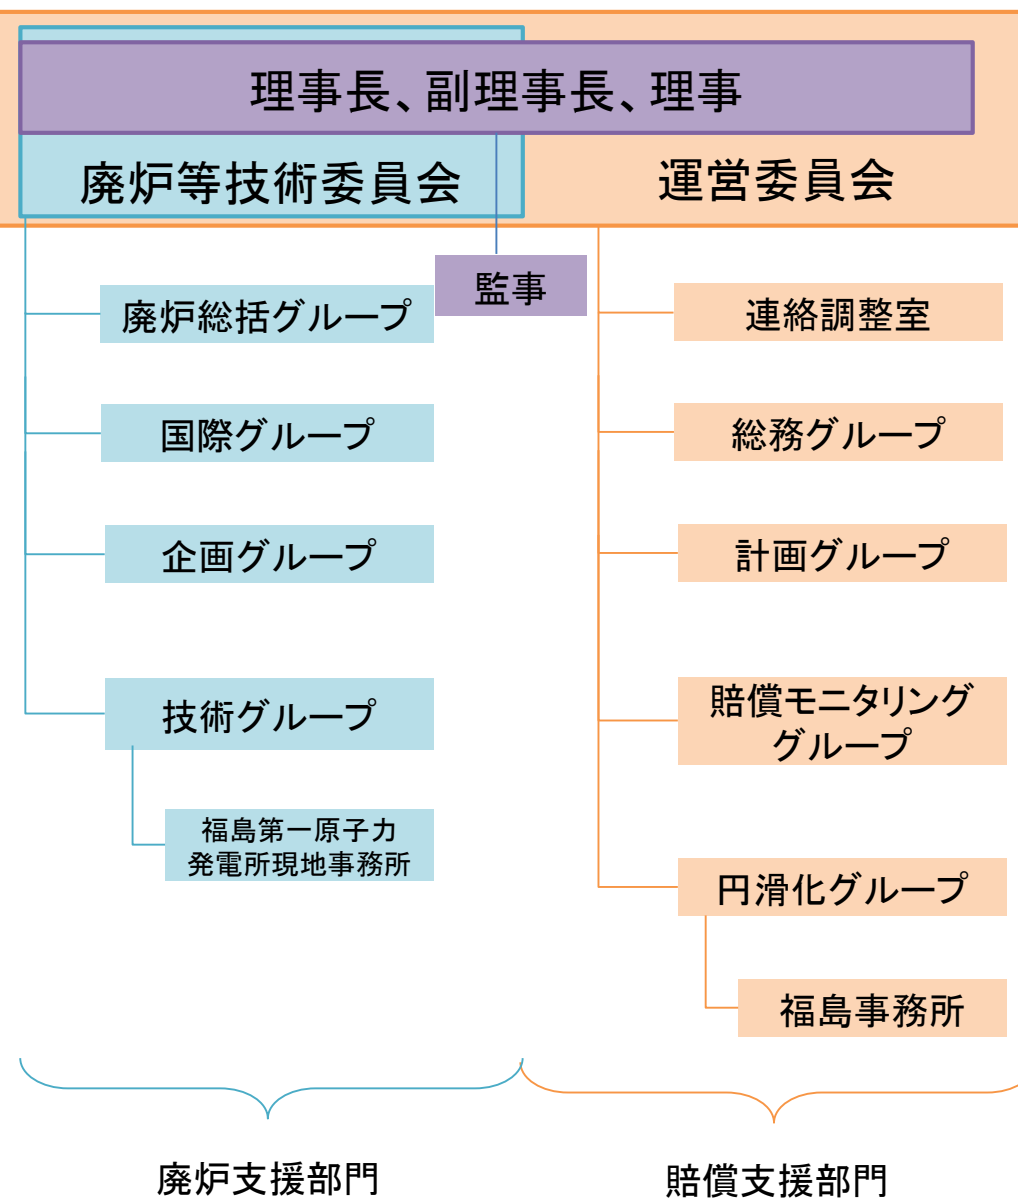 理事長、副理事長、理事
廃炉等技術委員会
運営委員会
監事
廃炉総括グループ
国際グループ
企画グループ
技術グループ
福島第一原子力
発電所現地事務所
連絡調整室
総務グループ
計画グループ
賠償モニタリング
グループ
円滑化グループ
福島事務所
廃炉支援部門
賠償支援部門